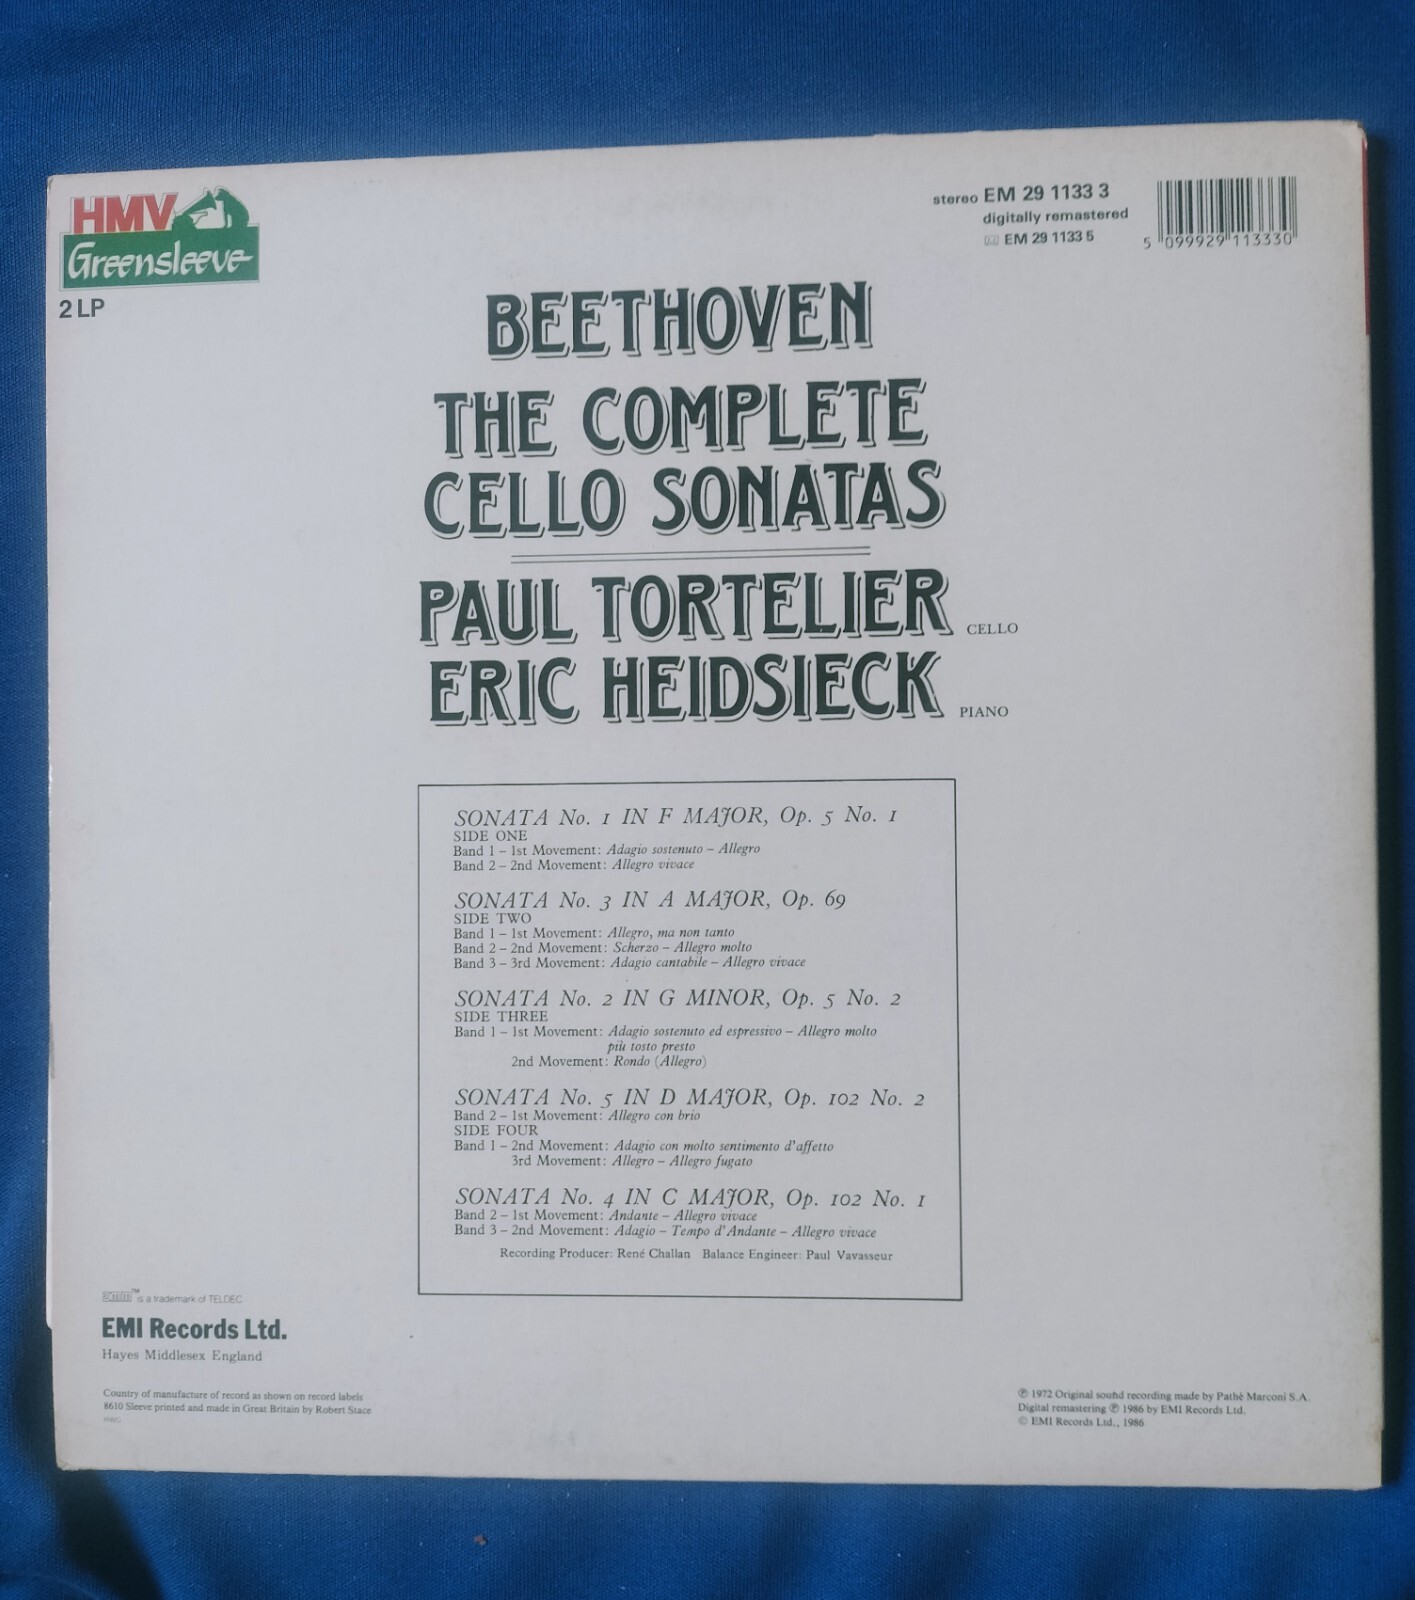 HMV
Greensleeve
2 LP
stereo EM 29 1133 3
digitally remastered
EM 29 1133 5
5 099929 113330
BEETHOVEN
THE COMPLETE
CELLO SONATAS
PAUL TORTELIER CELLO
ERIC HEIDSIECK PIANO
SONATA No. 1 IN F MAJOR, Op. 5 No. 1
SIDE ONE
Band 1 – 1st Movement: Adagio sostenuto – Allegro
Band 2 – 2nd Movement: Allegro vivace
SONATA No. 3 IN A MAJOR, Op. 69
SIDE TWO
Band 1 – 1st Movement: Allegro, ma non tanto
Band 2 – 2nd Movement: Scherzo – Allegro molto
Band 3 – 3rd Movement: Adagio cantabile – Allegro vivace
SONATA No. 2 IN G MINOR, Op. 5 No. 2
SIDE THREE
Band 1 – 1st Movement: Adagio sostenuto ed espressivo – Allegro molto
più tosto presto
2nd Movement: Rondo (Allegro)
SONATA No. 5 IN D MAJOR, Op. 102 No. 2
Band 2 – 1st Movement: Allegro con brio
SIDE FOUR
Band 1 – 2nd Movement: Adagio con molto sentimento d'affetto
3rd Movement: Allegro – Allegro fugato
SONATA No. 4 IN C MAJOR, Op. 102 No. 1
Band 2 – 1st Movement: Andante – Allegro vivace
Band 3 – 2nd Movement: Adagio – Tempo d'Andante – Allegro vivace
Recording Producer: René Challan Balance Engineer: Paul Vavasseur
TM is a trademark of TELDEC
EMI Records Ltd.
Hayes Middlesex England
Country of manufacture of record as shown on record labels
8610 Sleeve printed and made in Great Britain by Robert Stace
℗ 1972 Original sound recording made by Pathé Marconi S.A.
Digital remastering ℗ 1986 by EMI Records Ltd.
© EMI Records Ltd., 1986